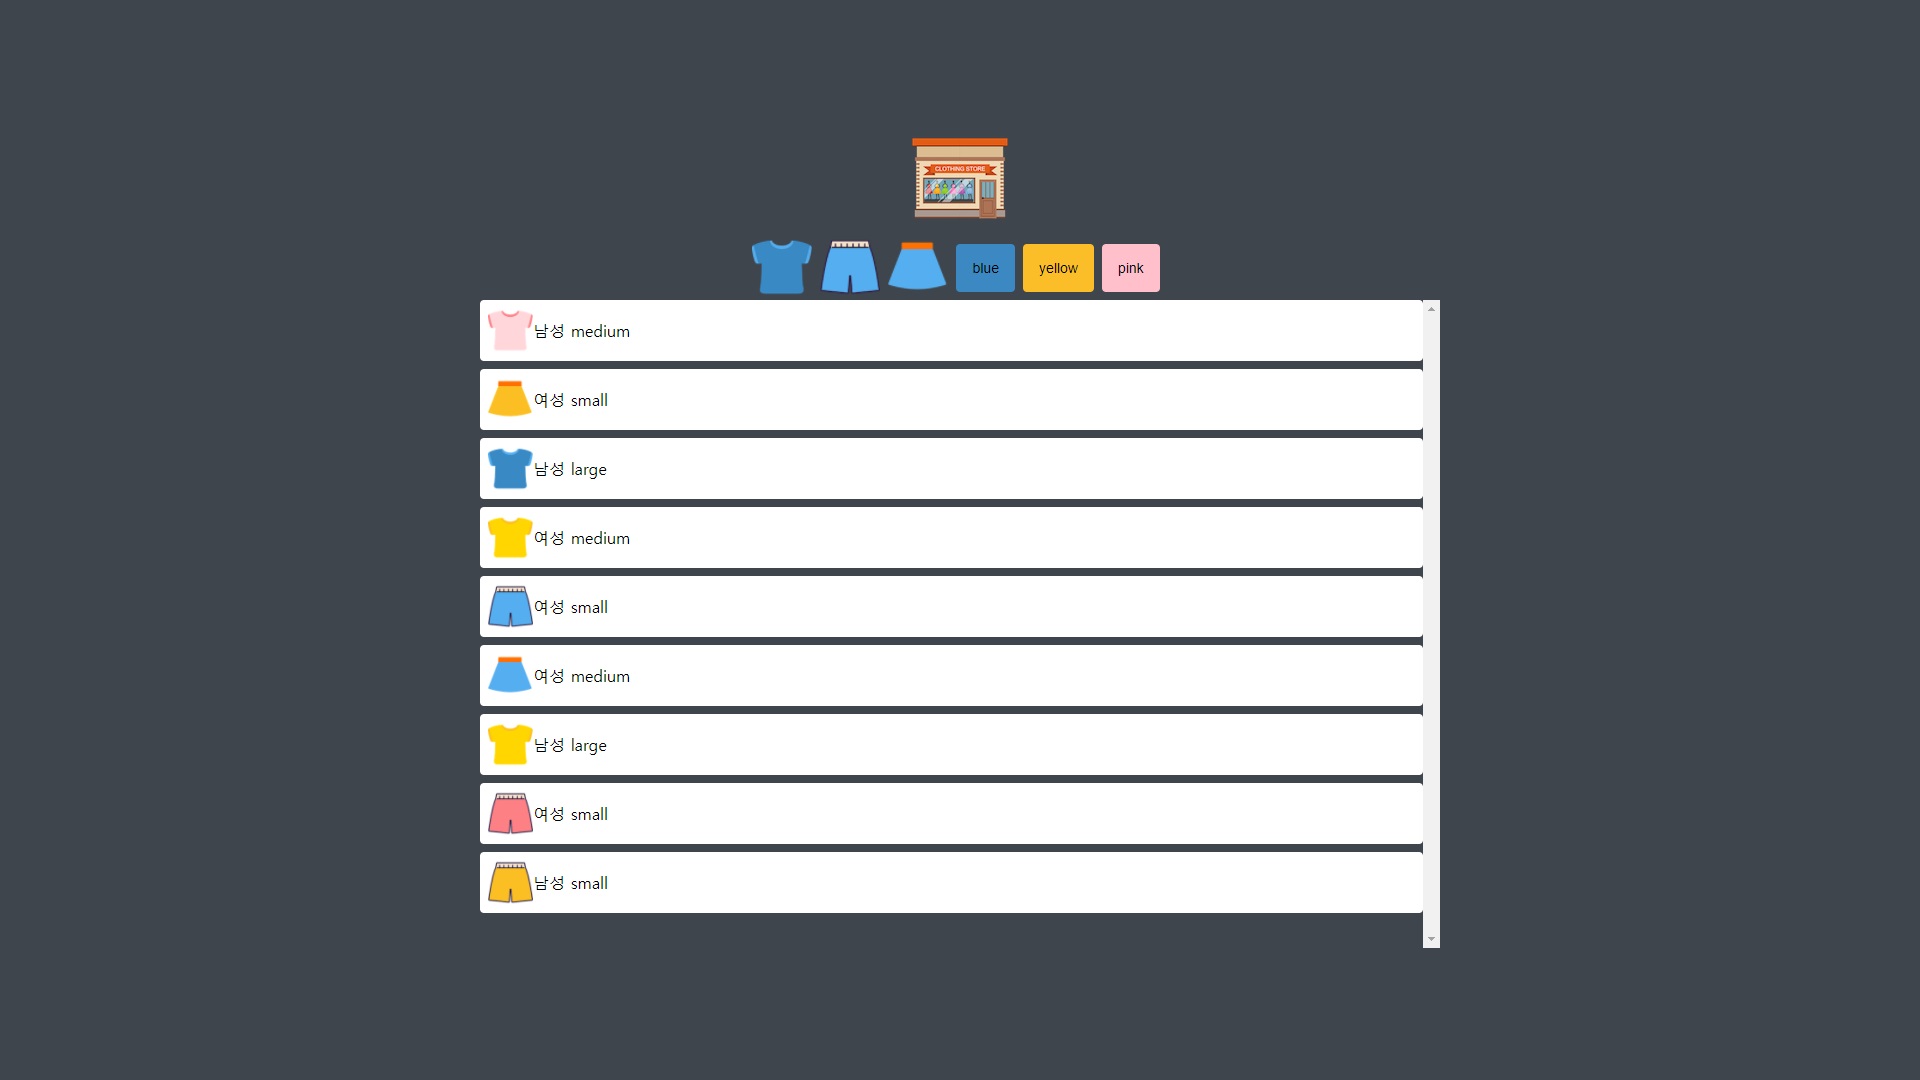 CLOTHING STORE
blue yellow pink
남성 medium
여성 small
남성 large
여성 medium
여성 small
여성 medium
남성 large
여성 small
남성 small